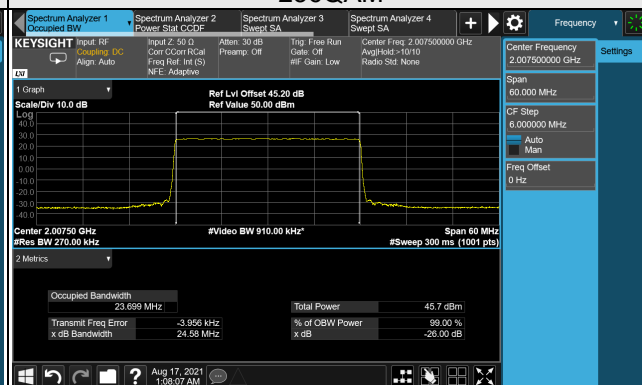 256QAM
Spectrum Analyzer 1
Occupied BW
Spectrum Analyzer 2
Power Stat CCDF
Spectrum Analyzer 3
Swept SA
Spectrum Analyzer 4
Swept SA
+
Frequency
KEYSIGHT
Input: RF
Coupling: DC
Align: Auto
Input Z: 50 Ω
Corr CCorr RCal
Freq Ref: Int (S)
NFE: Adaptive
Atten: 30 dB
Preamp: Off
Trig: Free Run
Gate: Off
#IF Gain: Low
Center Freq: 2.007500000 GHz
Avg|Hold:>10/10
Radio Std: None
LXI
Center Frequency
2.007500000 GHz
Settings
Span
60.000 MHz
CF Step
6.000000 MHz
Auto
Man
Freq Offset
0 Hz
1 Graph
Scale/Div 10.0 dB
Ref Lvl Offset 45.20 dB
Ref Value 50.00 dBm
Log
40.0
30.0
20.0
10.0
0.00
-10.0
-20.0
-30.0
-40.0
Center 2.00750 GHz
#Res BW 270.00 kHz
#Video BW 910.00 kHz*
Span 60 MHz
#Sweep 300 ms (1001 pts)
2 Metrics
Occupied Bandwidth
23.699 MHz
Total Power
45.7 dBm
Transmit Freq Error
-3.956 kHz
% of OBW Power
99.00 %
x dB Bandwidth
24.58 MHz
x dB
-26.00 dB
?
Aug 17, 2021
1:08:07 AM